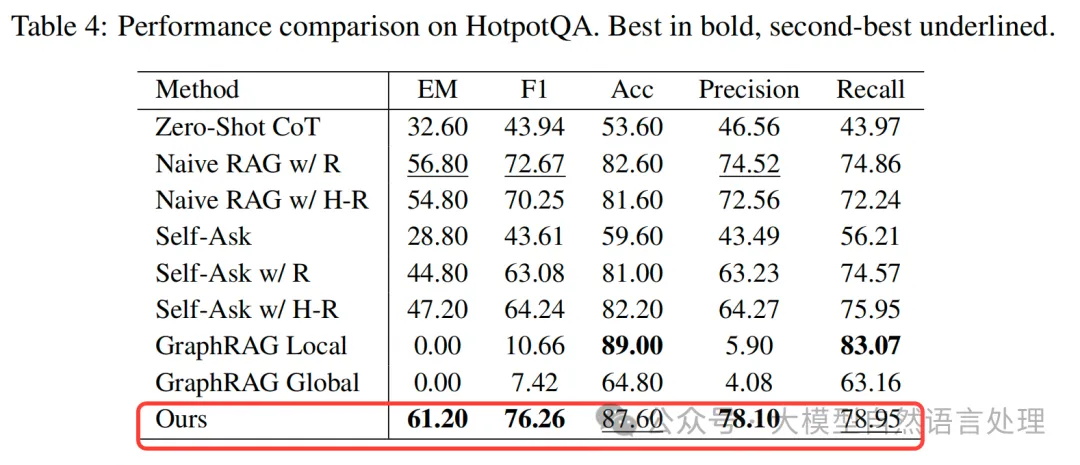 Table 4: Performance comparison on HotpotQA. Best in bold, second-best underlined.
Method EM F1 Acc Precision Recall
Zero-Shot CoT 32.60 43.94 53.60 46.56 43.97
Naive RAG w/ R 56.80 72.67 82.60 74.52 74.86
Naive RAG w/ H-R 54.80 70.25 81.60 72.56 72.24
Self-Ask 28.80 43.61 59.60 43.49 56.21
Self-Ask w/ R 44.80 63.08 81.00 63.23 74.57
Self-Ask w/ H-R 47.20 64.24 82.20 64.27 75.95
GraphRAG Local 0.00 10.66 89.00 5.90 83.07
GraphRAG Global 0.00 7.42 64.80 4.08 63.16
Ours 61.20 76.26 87.60 78.10 78.95
公众号 · 大模型自然语言处理